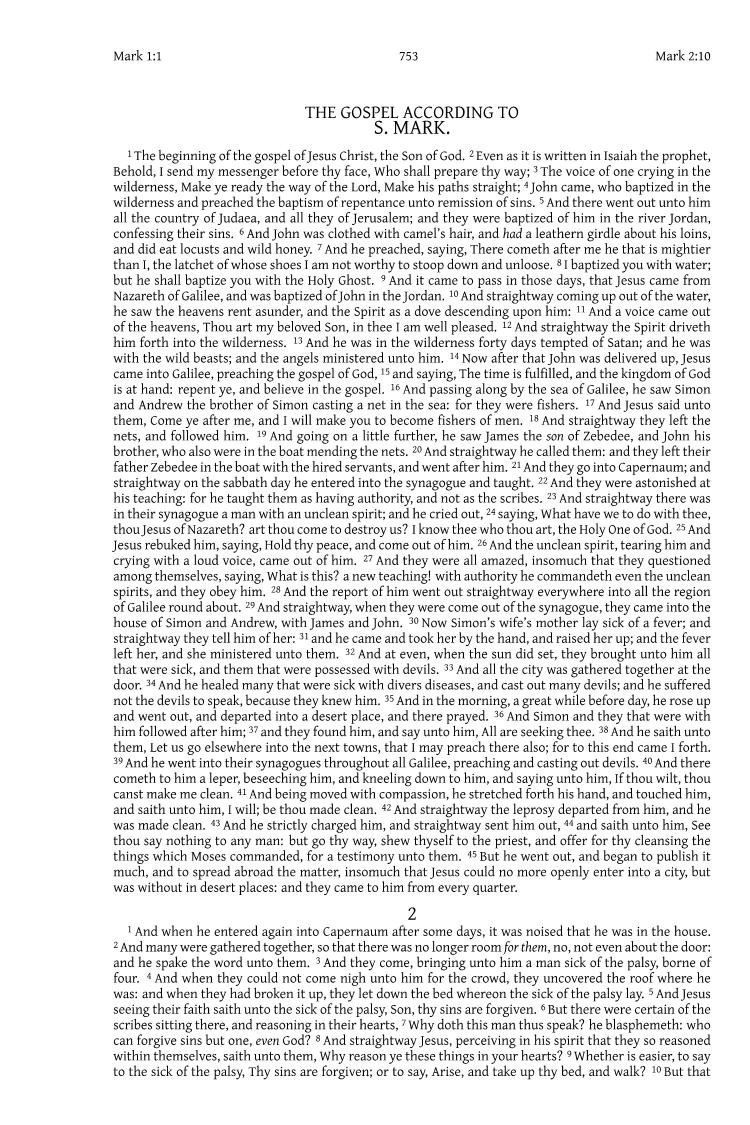 Mark 1:1 753 Mark 2:10
THE GOSPEL ACCORDING TO
S. MARK.
1 The beginning of the gospel of Jesus Christ, the Son of God. 2 Even as it is written in Isaiah the prophet,
Behold, I send my messenger before thy face, Who shall prepare thy way; 3 The voice of one crying in the
wilderness, Make ye ready the way of the Lord, Make his paths straight; 4 John came, who baptized in the
wilderness and preached the baptism of repentance unto remission of sins. 5 And there went out unto him
all the country of Judaea, and all they of Jerusalem; and they were baptized of him in the river Jordan,
confessing their sins. 6 And John was clothed with camel's hair, and had a leathern girdle about his loins,
and did eat locusts and wild honey. 7 And he preached, saying, There cometh after me he that is mightier
than I, the latchet of whose shoes I am not worthy to stoop down and unloose. 8 I baptized you with water;
but he shall baptize you with the Holy Ghost. 9 And it came to pass in those days, that Jesus came from
Nazareth of Galilee, and was baptized of John in the Jordan. 10 And straightway coming up out of the water,
he saw the heavens rent asunder, and the Spirit as a dove descending upon him: 11 And a voice came out
of the heavens, Thou art my beloved Son, in thee I am well pleased. 12 And straightway the Spirit driveth
him forth into the wilderness. 13 And he was in the wilderness forty days tempted of Satan; and he was
with the wild beasts; and the angels ministered unto him. 14 Now after that John was delivered up, Jesus
came into Galilee, preaching the gospel of God, 15 and saying, The time is fulfilled, and the kingdom of God
is at hand: repent ye, and believe in the gospel. 16 And passing along by the sea of Galilee, he saw Simon
and Andrew the brother of Simon casting a net in the sea: for they were fishers. 17 And Jesus said unto
them, Come ye after me, and I will make you to become fishers of men. 18 And straightway they left the
nets, and followed him. 19 And going on a little further, he saw James the son of Zebedee, and John his
brother, who also were in the boat mending the nets. 20 And straightway he called them: and they left their
father Zebedee in the boat with the hired servants, and went after him. 21 And they go into Capernaum; and
straightway on the sabbath day he entered into the synagogue and taught. 22 And they were astonished at
his teaching: for he taught them as having authority, and not as the scribes. 23 And straightway there was
in their synagogue a man with an unclean spirit; and he cried out, 24 saying, What have we to do with thee,
thou Jesus of Nazareth? art thou come to destroy us? I know thee who thou art, the Holy One of God. 25 And
Jesus rebuked him, saying, Hold thy peace, and come out of him. 26 And the unclean spirit, tearing him and
crying with a loud voice, came out of him. 27 And they were all amazed, insomuch that they questioned
among themselves, saying, What is this? a new teaching! with authority he commandeth even the unclean
spirits, and they obey him. 28 And the report of him went out straightway everywhere into all the region
of Galilee round about. 29 And straightway, when they were come out of the synagogue, they came into the
house of Simon and Andrew, with James and John. 30 Now Simon's wife's mother lay sick of a fever; and
straightway they tell him of her: 31 and he came and took her by the hand, and raised her up; and the fever
left her, and she ministered unto them. 32 And at even, when the sun did set, they brought unto him all
that were sick, and them that were possessed with devils. 33 And all the city was gathered together at the
door. 34 And he healed many that were sick with divers diseases, and cast out many devils; and he suffered
not the devils to speak, because they knew him. 35 And in the morning, a great while before day, he rose up
and went out, and departed into a desert place, and there prayed. 36 And Simon and they that were with
him followed after him; 37 and they found him, and say unto him, All are seeking thee. 38 And he saith unto
them, Let us go elsewhere into the next towns, that I may preach there also; for to this end came I forth.
39 And he went into their synagogues throughout all Galilee, preaching and casting out devils. 40 And there
cometh to him a leper, beseeching him, and kneeling down to him, and saying unto him, If thou wilt, thou
canst make me clean. 41 And being moved with compassion, he stretched forth his hand, and touched him,
and saith unto him, I will; be thou made clean. 42 And straightway the leprosy departed from him, and he
was made clean. 43 And he strictly charged him, and straightway sent him out, 44 and saith unto him, See
thou say nothing to any man: but go thy way, shew thyself to the priest, and offer for thy cleansing the
things which Moses commanded, for a testimony unto them. 45 But he went out, and began to publish it
much, and to spread abroad the matter, insomuch that Jesus could no more openly enter into a city, but
was without in desert places: and they came to him from every quarter.
2
1 And when he entered again into Capernaum after some days, it was noised that he was in the house.
2 And many were gathered together, so that there was no longer room for them, no, not even about the door:
and he spake the word unto them. 3 And they come, bringing unto him a man sick of the palsy, borne of
four. 4 And when they could not come nigh unto him for the crowd, they uncovered the roof where he
was: and when they had broken it up, they let down the bed whereon the sick of the palsy lay. 5 And Jesus
seeing their faith saith unto the sick of the palsy, Son, thy sins are forgiven. 6 But there were certain of the
scribes sitting there, and reasoning in their hearts, 7 Why doth this man thus speak? he blasphemeth: who
can forgive sins but one, even God? 8 And straightway Jesus, perceiving in his spirit that they so reasoned
within themselves, saith unto them, Why reason ye these things in your hearts? 9 Whether is easier, to say
to the sick of the palsy, Thy sins are forgiven; or to say, Arise, and take up thy bed, and walk? 10 But that